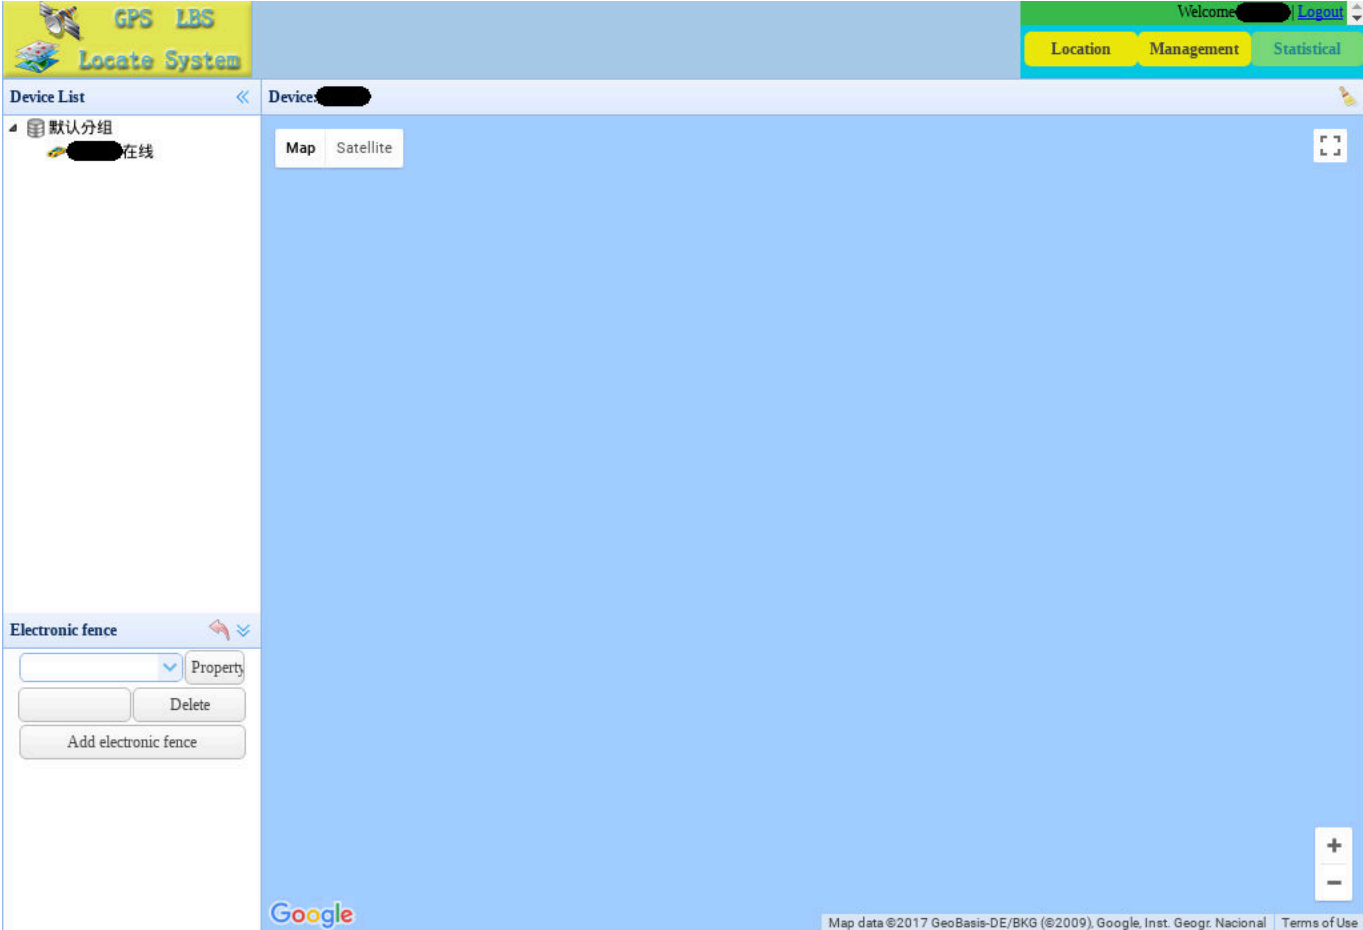 GPS LBS
Locate System
Welcome | Logout
Location Management Statistical
Device List
Device:
默认分组
在线
Map Satellite
Electronic fence
Property
Delete
Add electronic fence
Google
Map data ©2017 GeoBasis-DE/BKG (©2009), Google, Inst. Geogr. Nacional Terms of Use